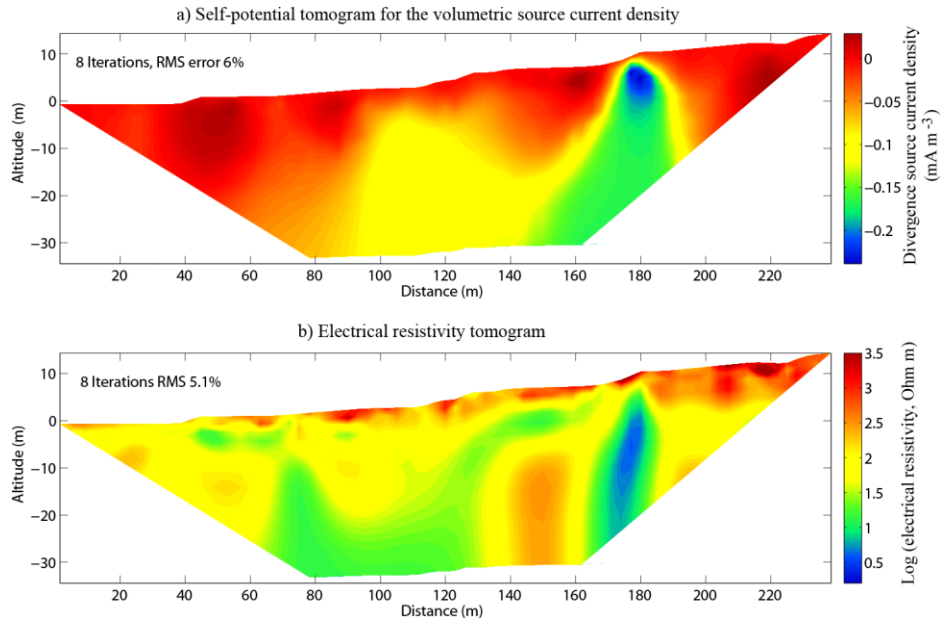 a) Self-potential tomogram for the volumetric source current density
8 Iterations, RMS error 6%
10
0
−10
−20
−30
Altitude (m)
20 40 60 80 100 120 140 160 180 200 220
Distance (m)
0
−0.05
−0.1
−0.15
−0.2
Divergence source current density
(mA m⁻³)
b) Electrical resistivity tomogram
8 Iterations RMS 5.1%
10
0
−10
−20
−30
Altitude (m)
20 40 60 80 100 120 140 160 180 200 220
Distance (m)
3.5
3
2.5
2
1.5
1
0.5
Log (electrical resistivity, Ohm m)